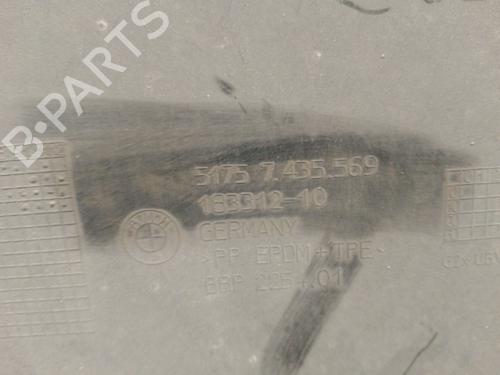 B-PARTS
5175 7.435.569
183312-10
GERMANY
>PP EPDM+TPE<